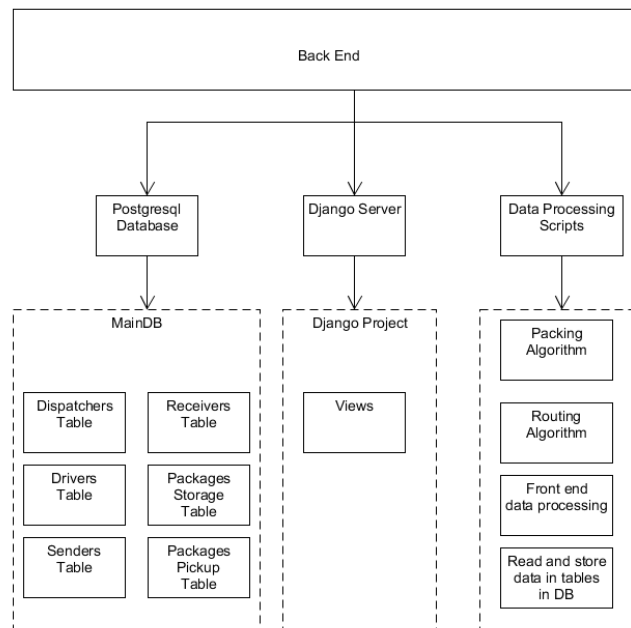 Back End
Postgresql
Database
Django Server
Data Processing
Scripts
MainDB
Dispatchers
Table
Receivers
Table
Drivers
Table
Packages
Storage
Table
Senders
Table
Packages
Pickup
Table
Django Project
Views
Packing
Algorithm
Routing
Algorithm
Front end
data processing
Read and store
data in tables
in DB